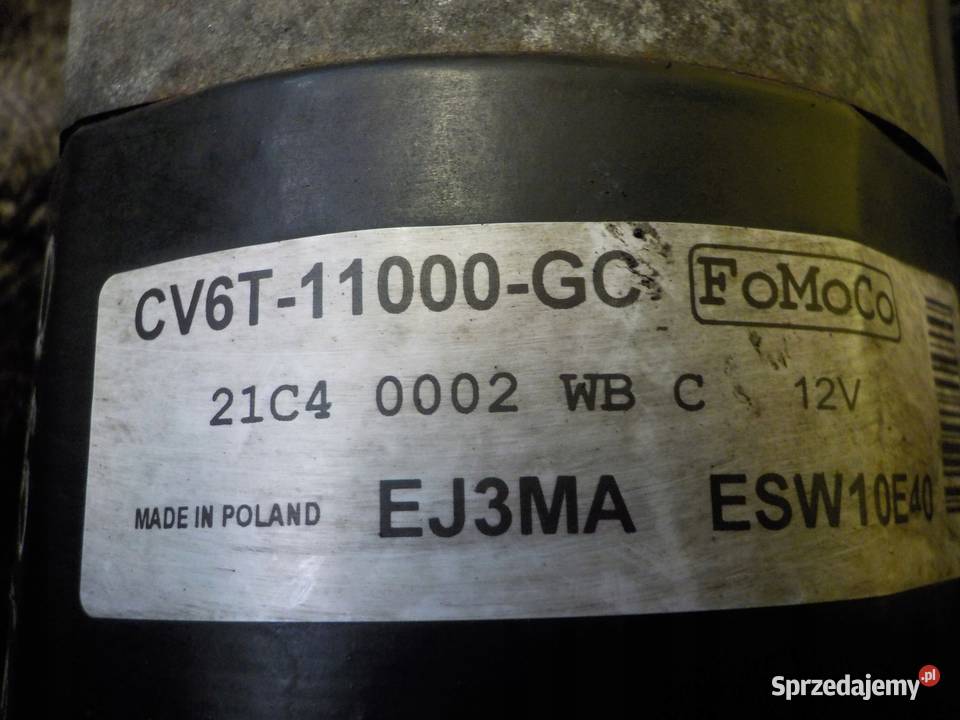 CV6T-11000-GC FoMoCo
21C4 0002 WB C 12V
MADE IN POLAND EJ3MA ESW10E40
Sprzedajemy.pl